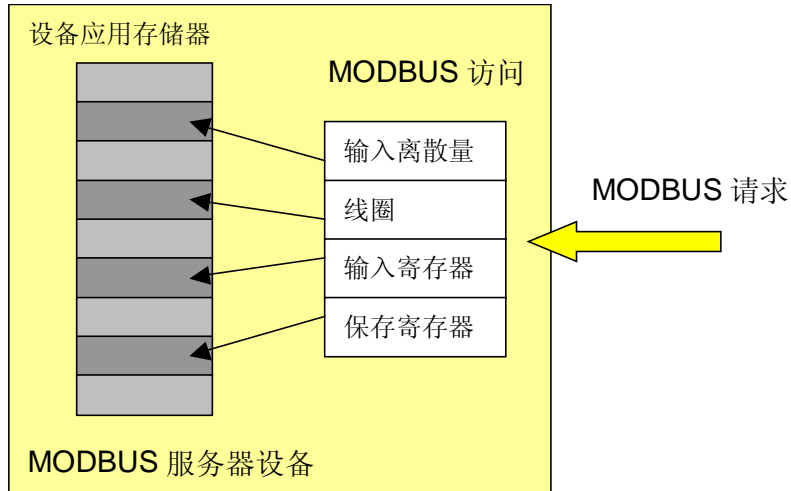 设备应用存储器
MODBUS 访问
输入离散量
线圈
输入寄存器
保存寄存器
MODBUS 请求
MODBUS 服务器设备